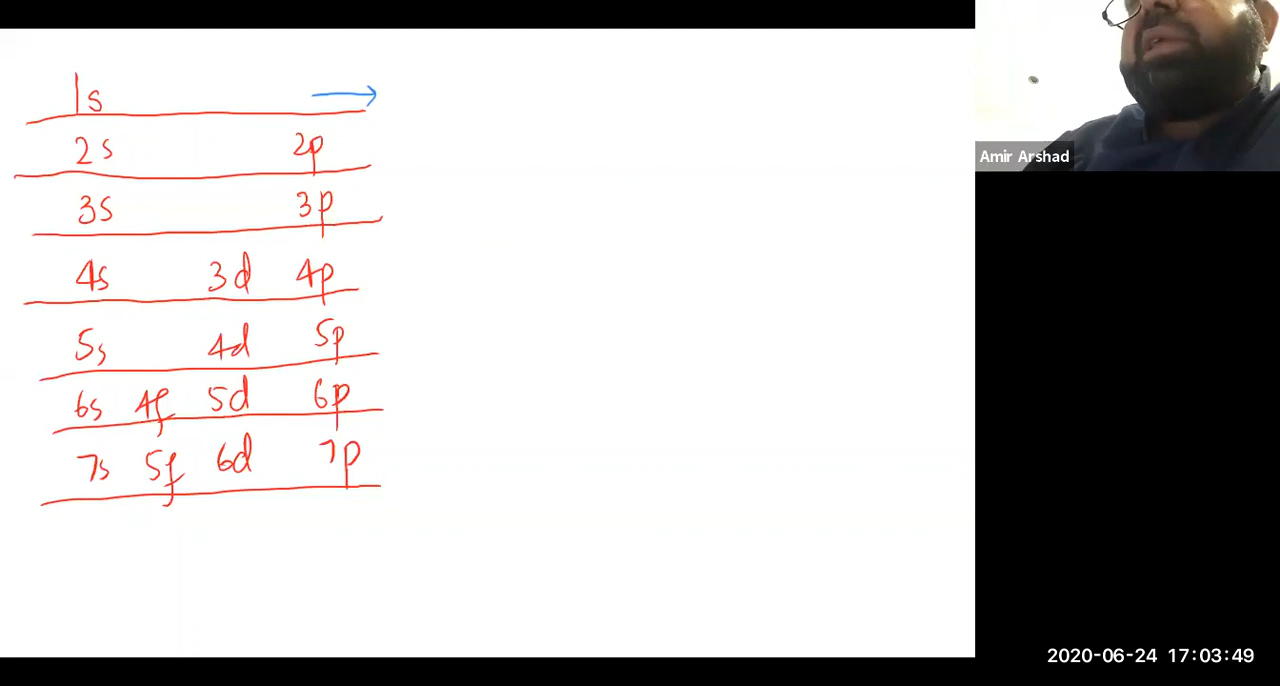 1s
2s 2p
3s 3p
4s 3d 4p
5s 4d 5p
6s 4f 5d 6p
7s 5f 6d 7p
Amir Arshad
2020-06-24 17:03:49